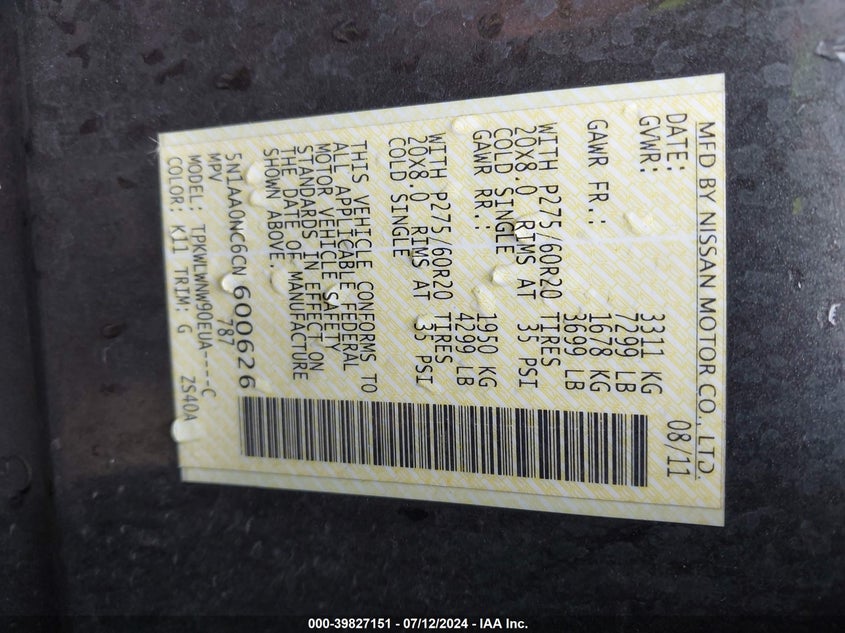 MFD BY NISSAN MOTOR CO., LTD.
DATE: 08/11
GVWR: 3311 KG
7299 LB
GAWR FR.: 1678 KG
3699 LB
WITH P275/60R20 TIRES
20X8.0 RIMS AT 35 PSI
COLD SINGLE
GAWR RR.: 1950 KG
4299 LB
WITH P275/60R20 TIRES
20X8.0 RIMS AT 35 PSI
COLD SINGLE
THIS VEHICLE CONFORMS TO
ALL APPLICABLE FEDERAL
MOTOR VEHICLE SAFETY
STANDARDS IN EFFECT ON
THE DATE OF MANUFACTURE
SHOWN ABOVE.
5N1AA0NC6CN600626
MPV 787
MODEL: TPKWLWNW90EUA----C
COLOR: K11 TRIM: G ZS40A
000-39827151 - 07/12/2024 - IAA Inc.